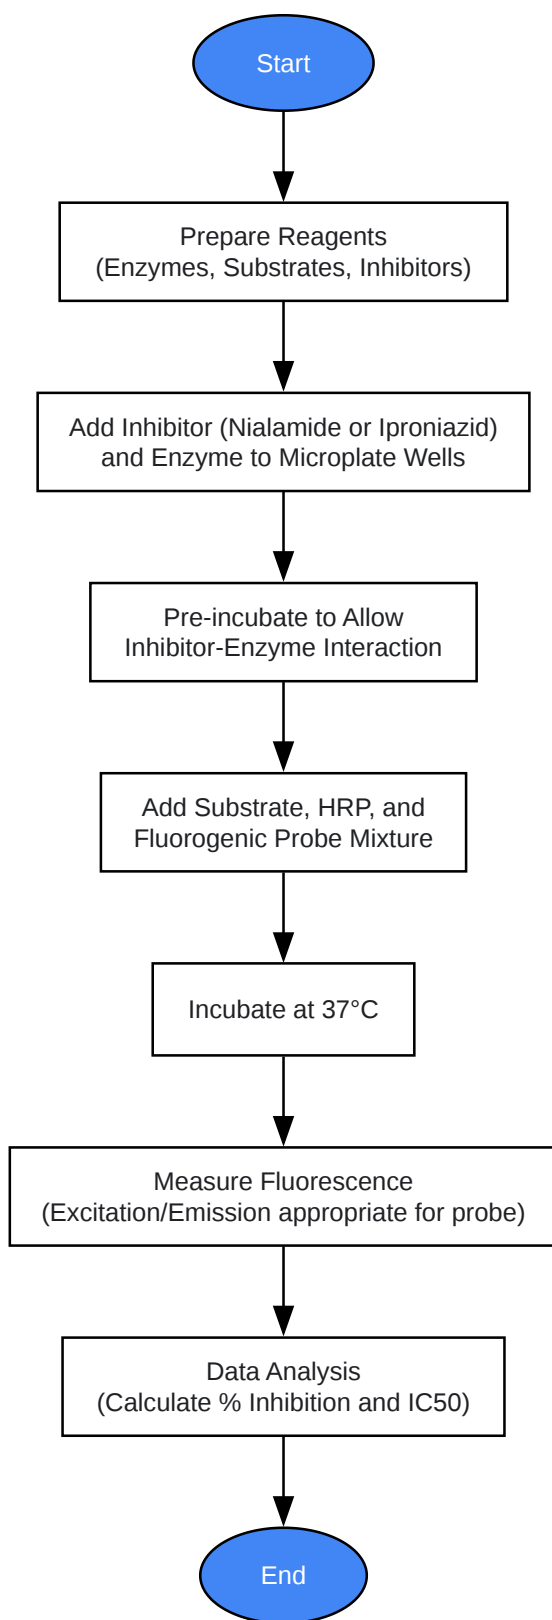 Start
Prepare Reagents
(Enzymes, Substrates, Inhibitors)
Add Inhibitor (Nialamide or Iproniazid)
and Enzyme to Microplate Wells
Pre-incubate to Allow
Inhibitor-Enzyme Interaction
Add Substrate, HRP, and
Fluorogenic Probe Mixture
Incubate at 37°C
Measure Fluorescence
(Excitation/Emission appropriate for probe)
Data Analysis
(Calculate % Inhibition and IC50)
End